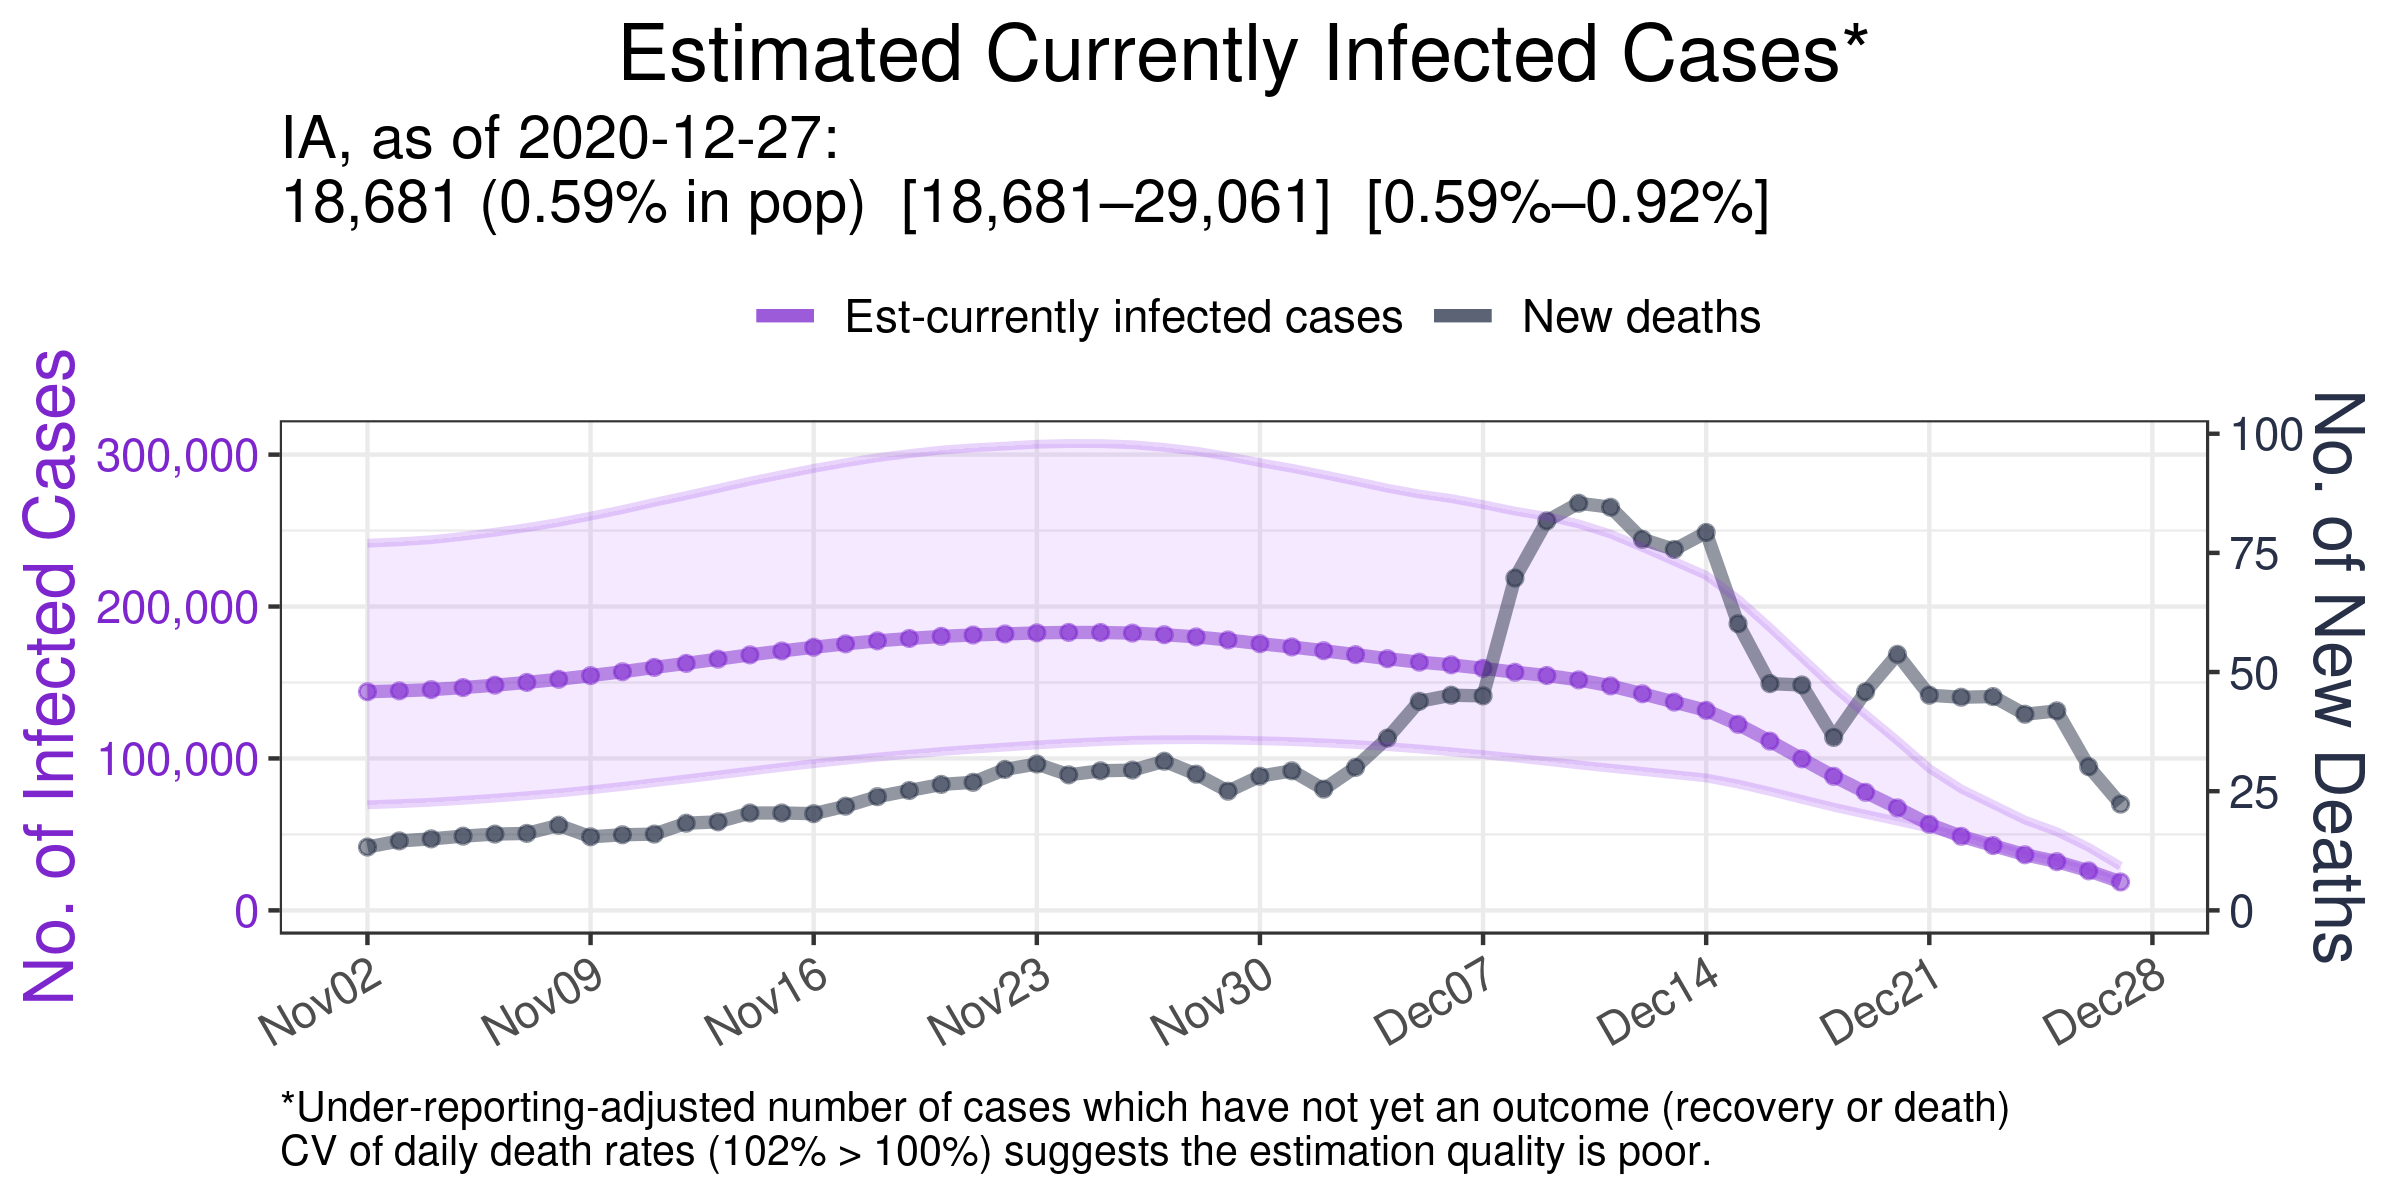 Estimated Currently Infected Cases*
IA, as of 2020-12-27:
18,681 (0.59% in pop)  [18,681–29,061]  [0.59%–0.92%]
Est-currently infected cases
New deaths
No. of Infected Cases
300,000
200,000
100,000
0
100
75
50
25
0
No. of New Deaths
Nov02
Nov09
Nov16
Nov23
Nov30
Dec07
Dec14
Dec21
Dec28
*Under-reporting-adjusted number of cases which have not yet an outcome (recovery or death)
CV of daily death rates (102% > 100%) suggests the estimation quality is poor.